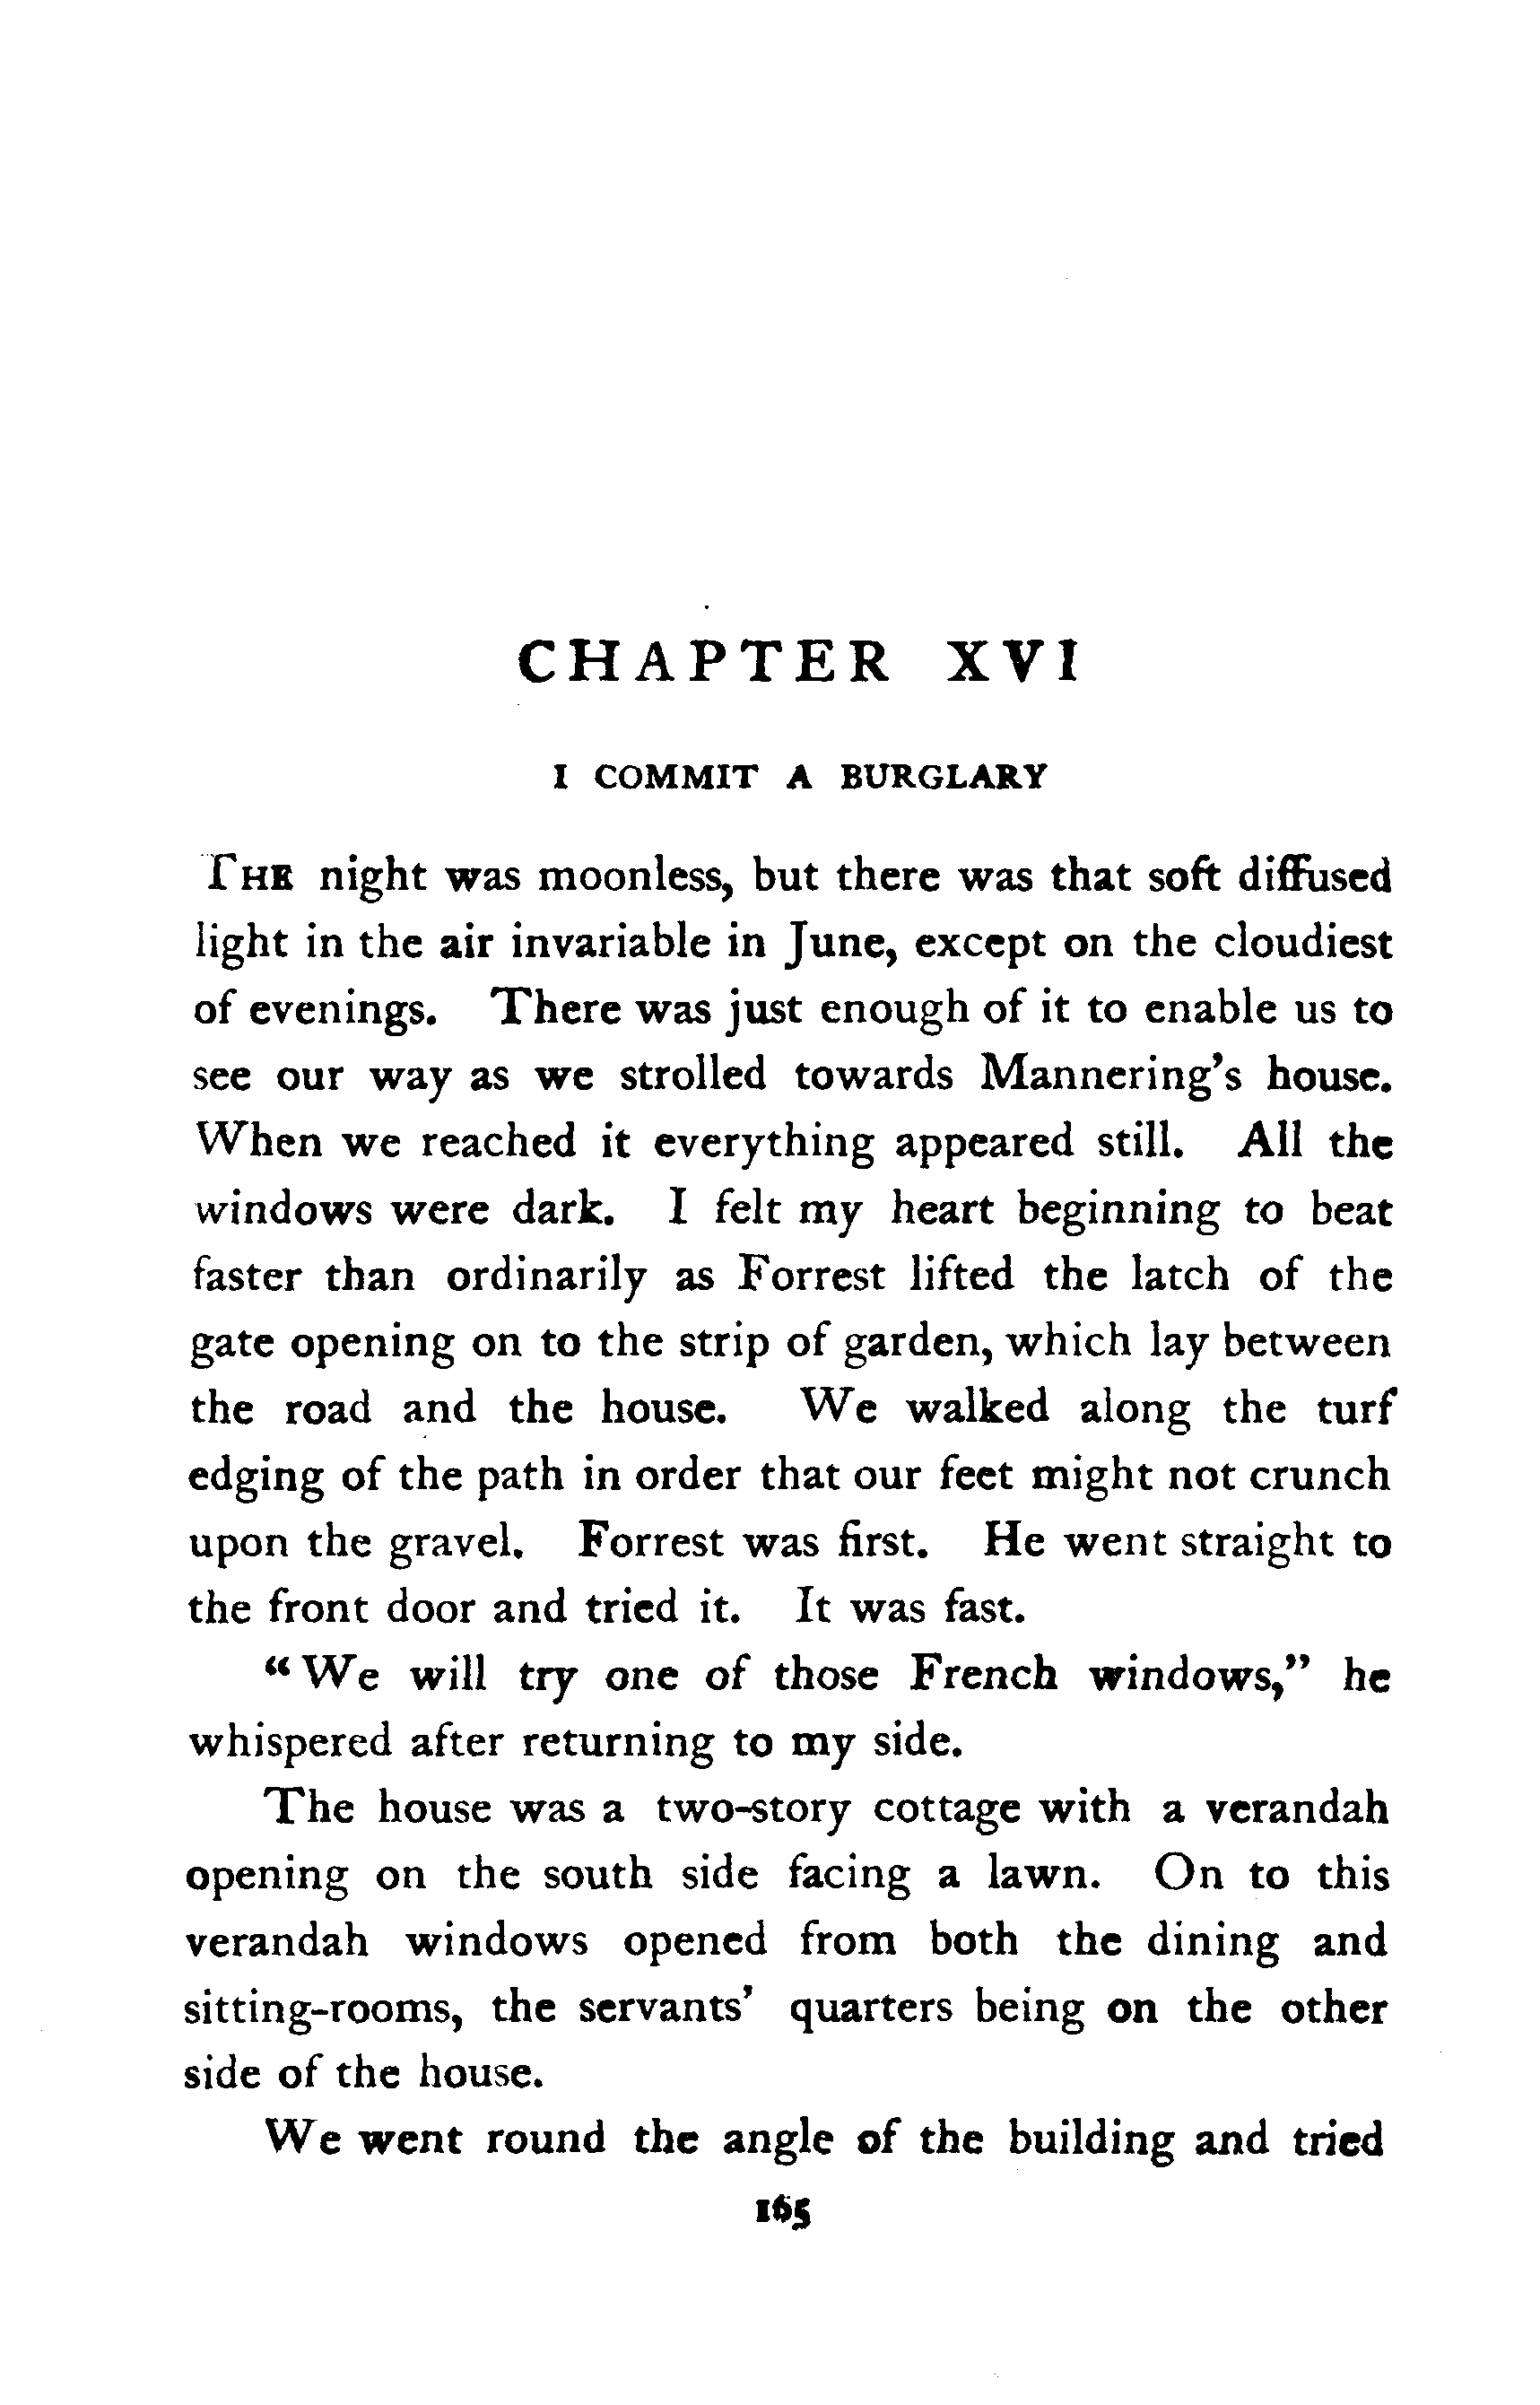 CHAPTER XVI
I COMMIT A BURGLARY
THE night was moonless, but there was that soft diffused
light in the air invariable in June, except on the cloudiest
of evenings. There was just enough of it to enable us to
see our way as we strolled towards Mannering's house.
When we reached it everything appeared still. All the
windows were dark. I felt my heart beginning to beat
faster than ordinarily as Forrest lifted the latch of the
gate opening on to the strip of garden, which lay between
the road and the house. We walked along the turf
edging of the path in order that our feet might not crunch
upon the gravel. Forrest was first. He went straight to
the front door and tried it. It was fast.
“We will try one of those French windows,” he
whispered after returning to my side.
The house was a two-story cottage with a verandah
opening on the south side facing a lawn. On to this
verandah windows opened from both the dining and
sitting-rooms, the servants' quarters being on the other
side of the house.
We went round the angle of the building and tried
165